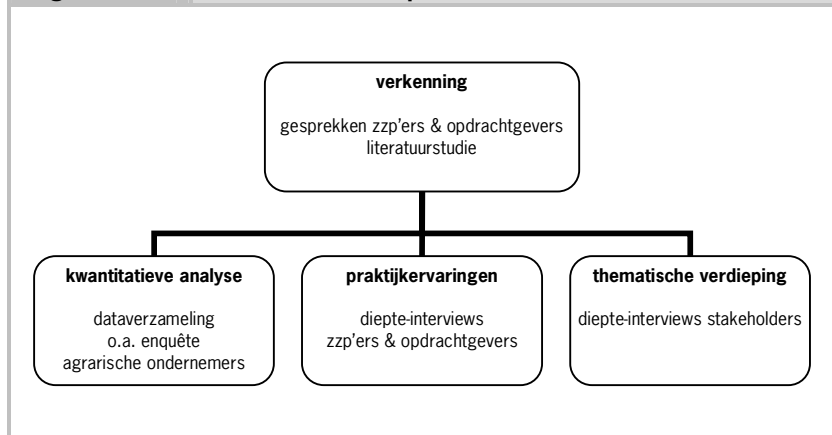 verkenning
gesprekken zzp'ers & opdrachtgevers
literatuurstudie
kwantitatieve analyse
dataverzameling
o.a. enquête
agrarische ondernemers
praktijkervaringen
diepte-interviews
zzp'ers & opdrachtgevers
thematische verdieping
diepte-interviews stakeholders